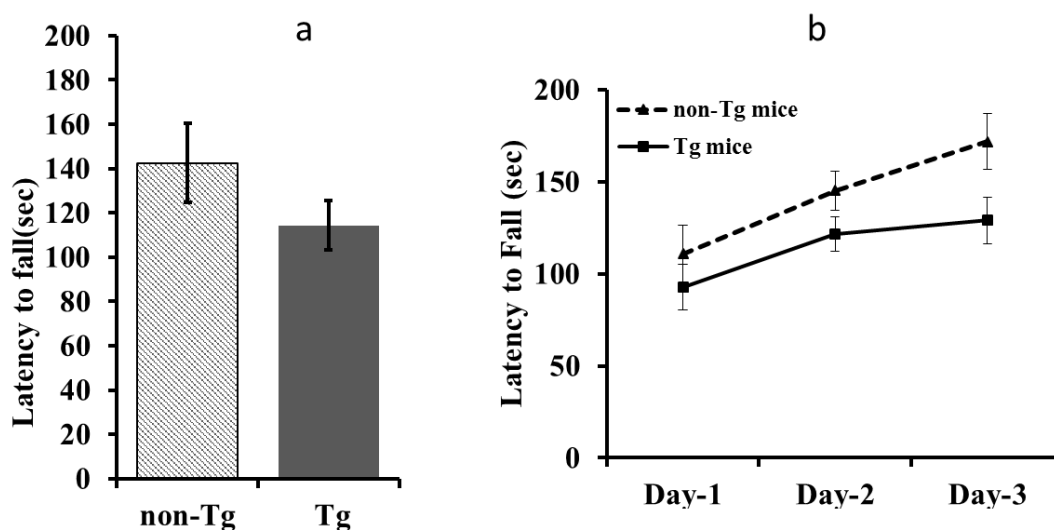 a
Latency to fall(sec)
200
180
160
140
120
100
80
60
40
20
0
non-Tg
Tg
b
Latency to Fall (sec)
200
150
100
50
0
non-Tg mice
Tg mice
Day-1
Day-2
Day-3